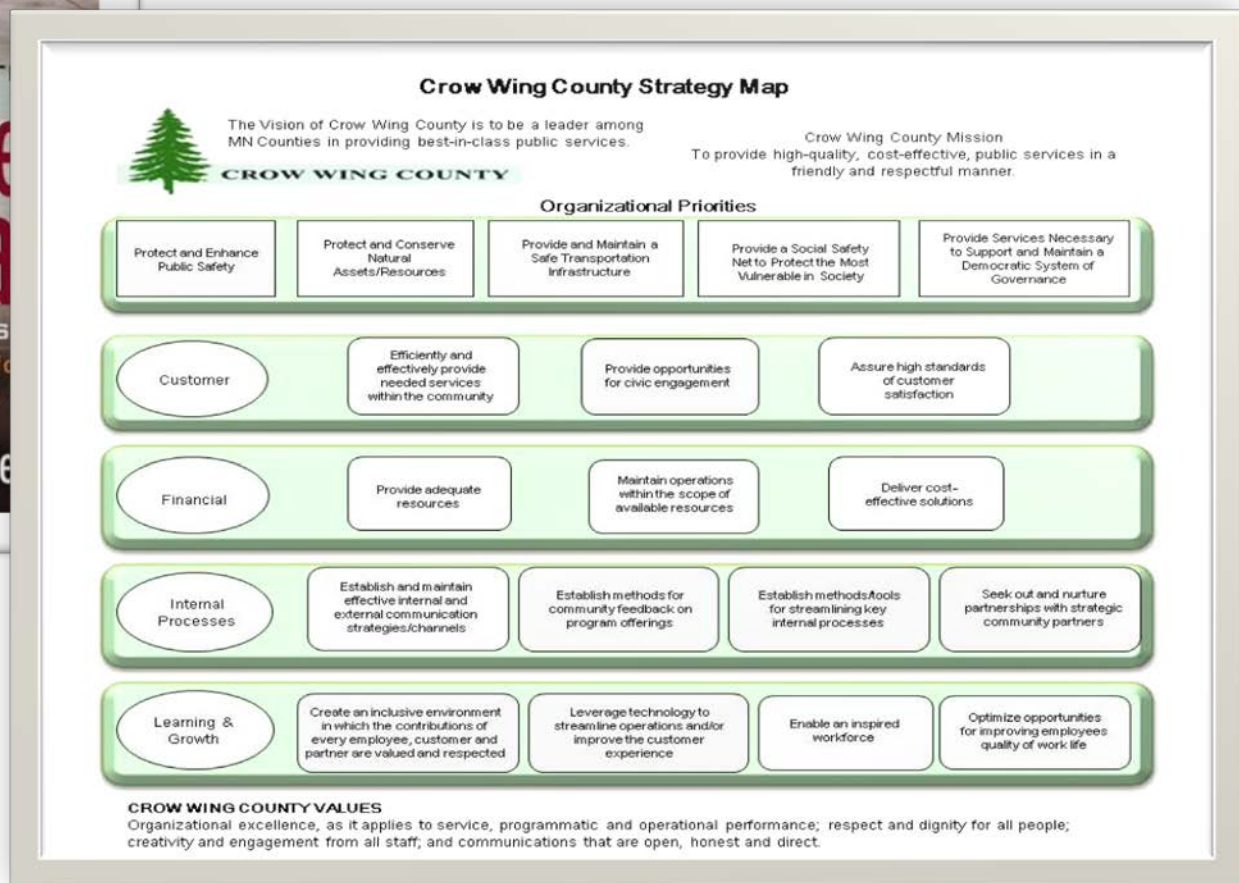 Crow Wing County Strategy Map
The Vision of Crow Wing County is to be a leader among
MN Counties in providing best-in-class public services.
CROW WING COUNTY
Crow Wing County Mission
To provide high-quality, cost-effective, public services in a
friendly and respectful manner.
Organizational Priorities
Protect and Enhance
Public Safety
Protect and Conserve
Natural
Assets/Resources
Provide and Maintain a
Safe Transportation
Infrastructure
Provide a Social Safety
Net to Protect the Most
Vulnerable in Society
Provide Services Necessary
to Support and Maintain a
Democratic System of
Governance
Customer
Efficiently and
effectively provide
needed services
within the community
Provide opportunities
for civic engagement
Assure high standards
of customer
satisfaction
Financial
Provide adequate
resources
Maintain operations
within the scope of
available resources
Deliver cost-
effective solutions
Internal
Processes
Establish and maintain
effective internal and
external communication
strategies/channels
Establish methods for
community feedback on
program offerings
Establish methods/tools
for streamlining key
internal processes
Seek out and nurture
partnerships with strategic
community partners
Learning &
Growth
Create an inclusive environment
in which the contributions of
every employee, customer and
partner are valued and respected
Leverage technology to
streamline operations and/or
improve the customer
experience
Enable an inspired
workforce
Optimize opportunities
for improving employees
quality of work life
CROW WING COUNTY VALUES
Organizational excellence, as it applies to service, programmatic and operational performance; respect and dignity for all people;
creativity and engagement from all staff; and communications that are open, honest and direct.